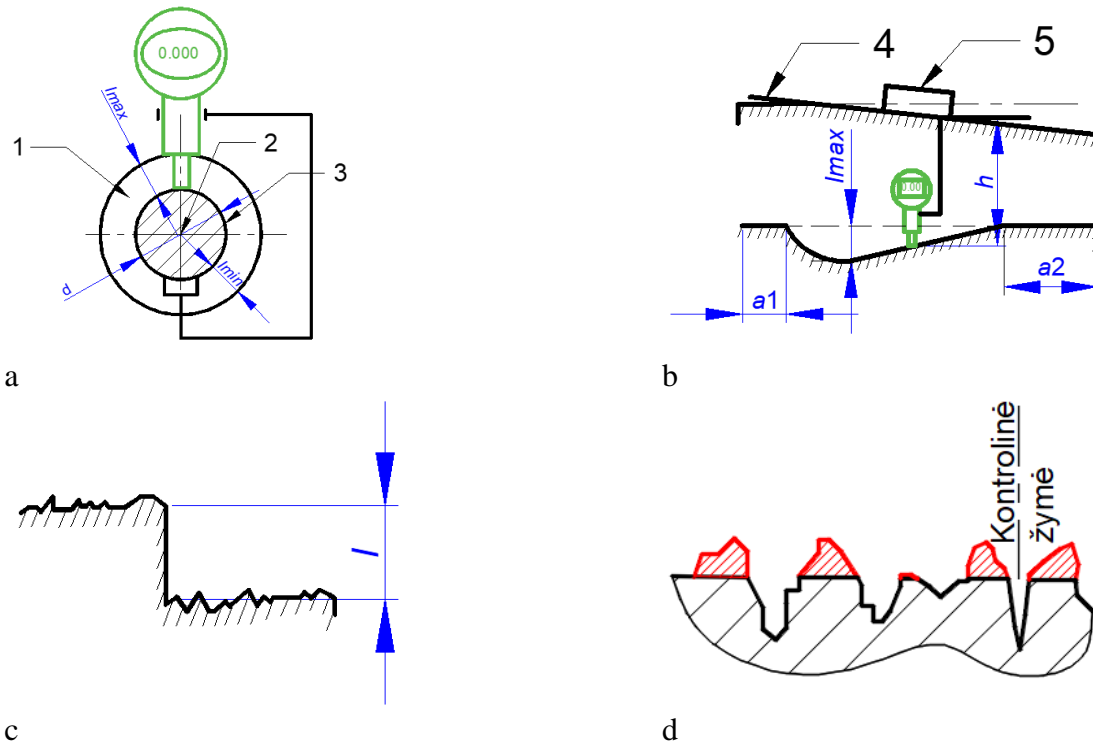 0.000
lmax
1
2
3
lmin
d
a
4
5
lmax
0.00
h
a1
a2
b
l
c
Kontrolinė
žymė
d